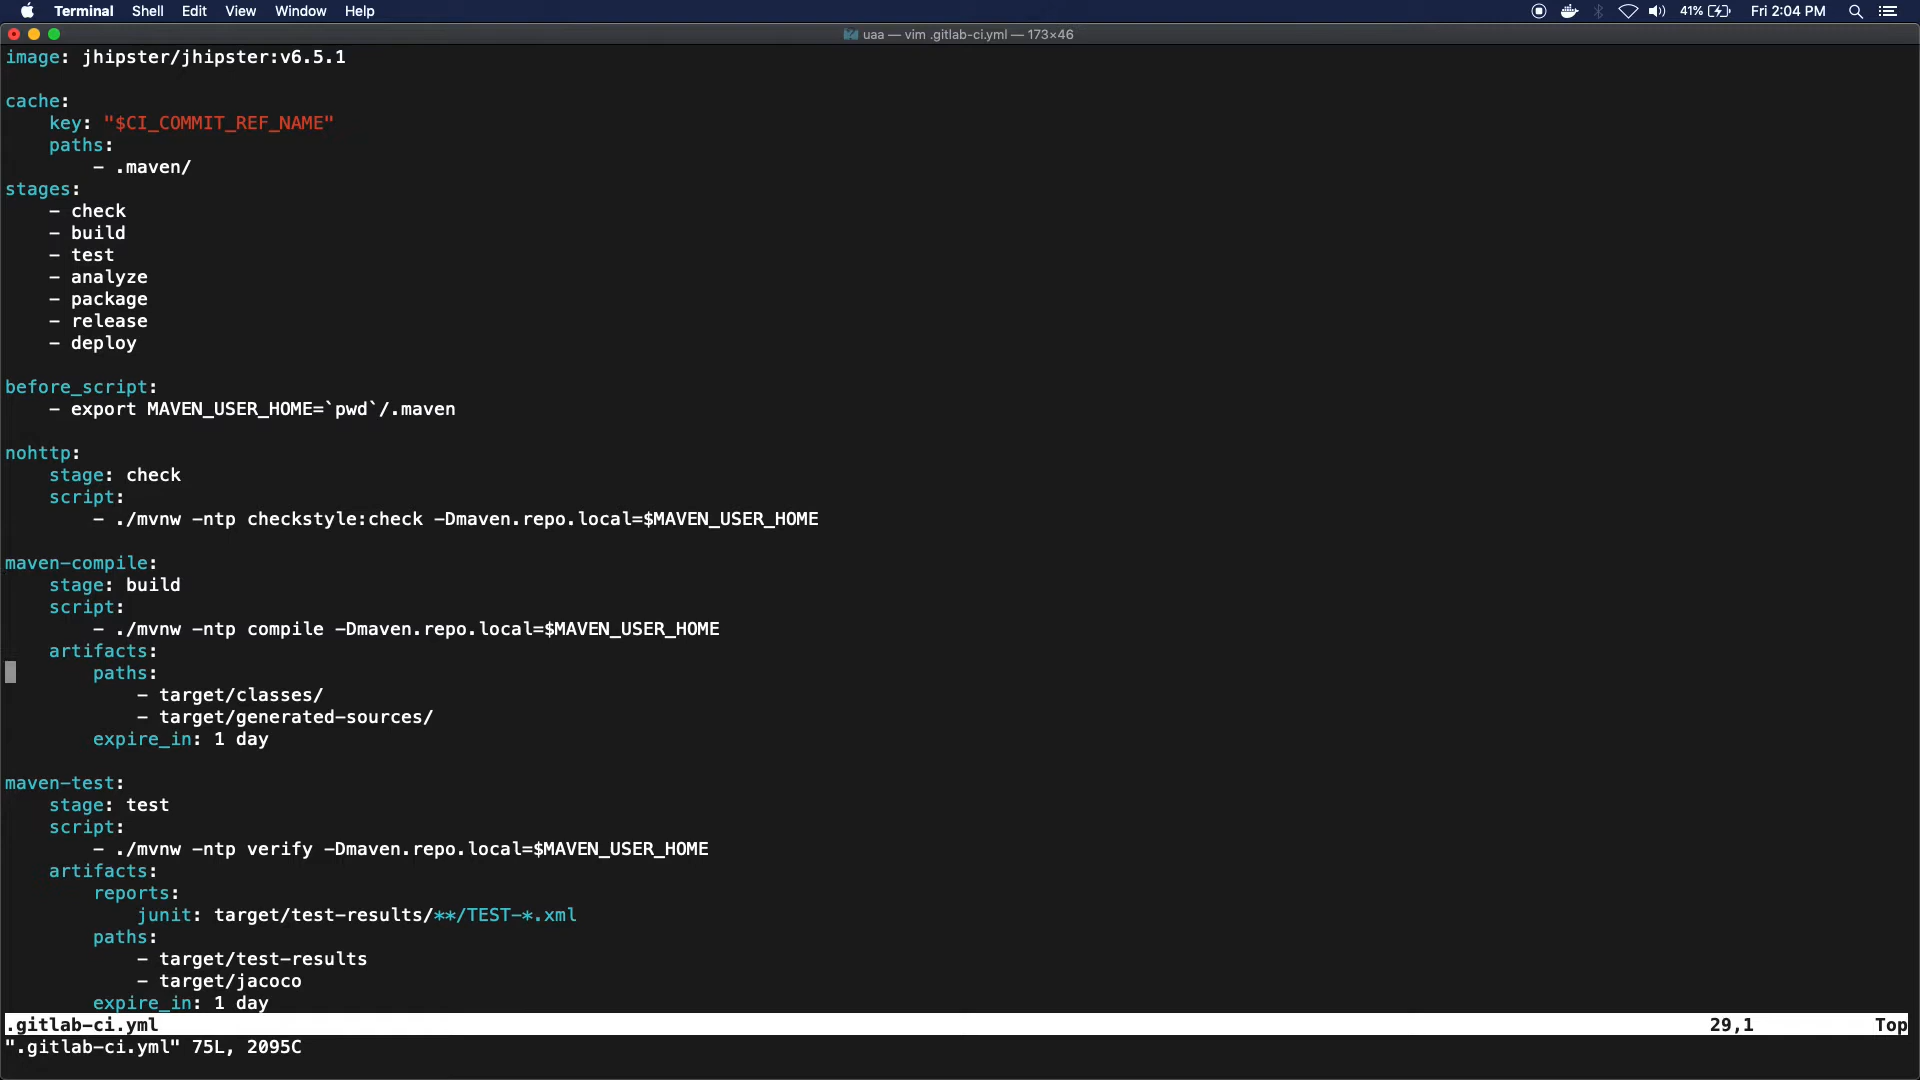 Terminal Shell Edit View Window Help 41% Fri 2:04 PM
uaa — vim .gitlab-ci.yml — 173×46
image: jhipster/jhipster:v6.5.1
cache:
    key: "$CI_COMMIT_REF_NAME"
    paths:
        - .maven/
stages:
    - check
    - build
    - test
    - analyze
    - package
    - release
    - deploy
before_script:
    - export MAVEN_USER_HOME=`pwd`/.maven
nohttp:
    stage: check
    script:
        - ./mvnw -ntp checkstyle:check -Dmaven.repo.local=$MAVEN_USER_HOME
maven-compile:
    stage: build
    script:
        - ./mvnw -ntp compile -Dmaven.repo.local=$MAVEN_USER_HOME
    artifacts:
        paths:
            - target/classes/
            - target/generated-sources/
        expire_in: 1 day
maven-test:
    stage: test
    script:
        - ./mvnw -ntp verify -Dmaven.repo.local=$MAVEN_USER_HOME
    artifacts:
        reports:
            junit: target/test-results/**/TEST-*.xml
        paths:
            - target/test-results
            - target/jacoco
        expire_in: 1 day
.gitlab-ci.yml 29,1 Top
".gitlab-ci.yml" 75L, 2095C